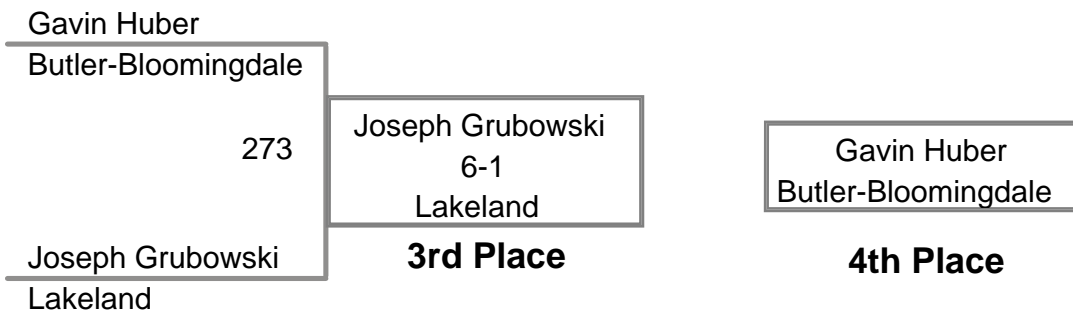 Gavin Huber
Butler-Bloomingdale
273
Joseph Grubowski
Lakeland
Joseph Grubowski
6-1
Lakeland
3rd Place
Gavin Huber
Butler-Bloomingdale
4th Place